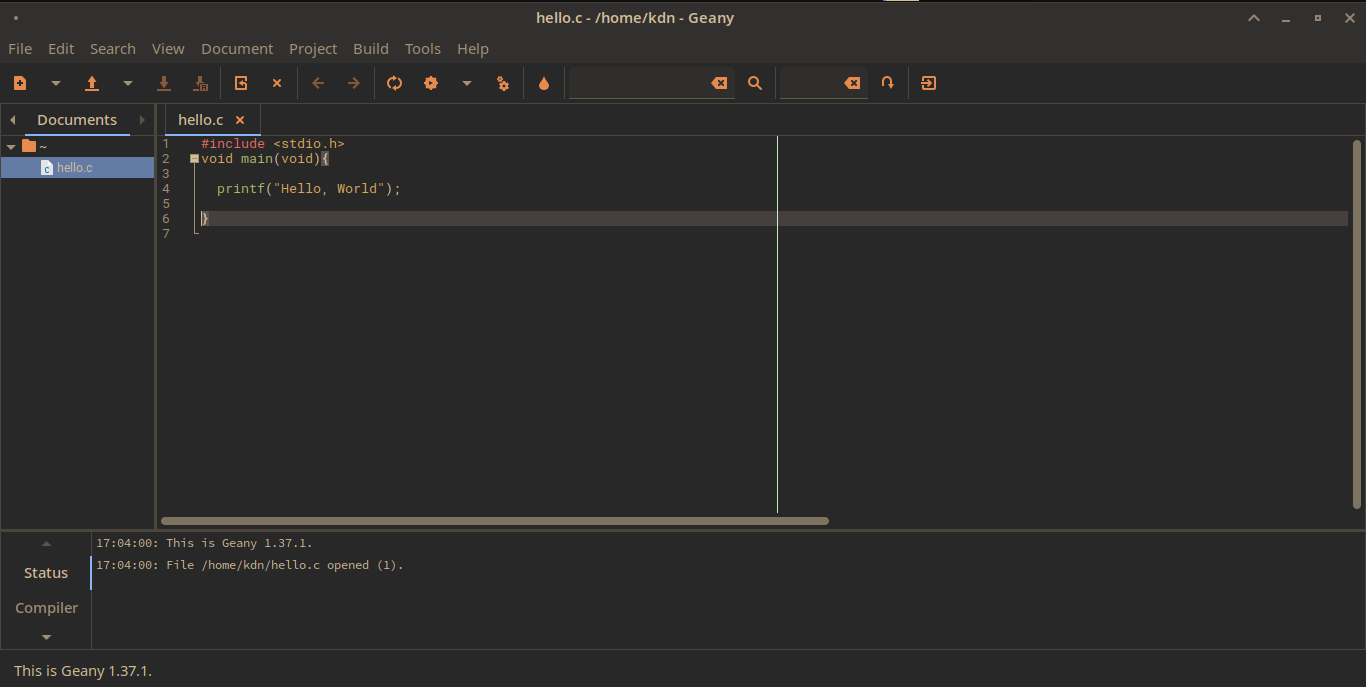 hello.c - /home/kdn - Geany
File Edit Search View Document Project Build Tools Help
Documents
hello.c
~
hello.c
1 #include <stdio.h>
2 void main(void){
3
4 printf("Hello, World");
5
6 }
7
Status
Compiler
17:04:00: This is Geany 1.37.1.
17:04:00: File /home/kdn/hello.c opened (1).
This is Geany 1.37.1.